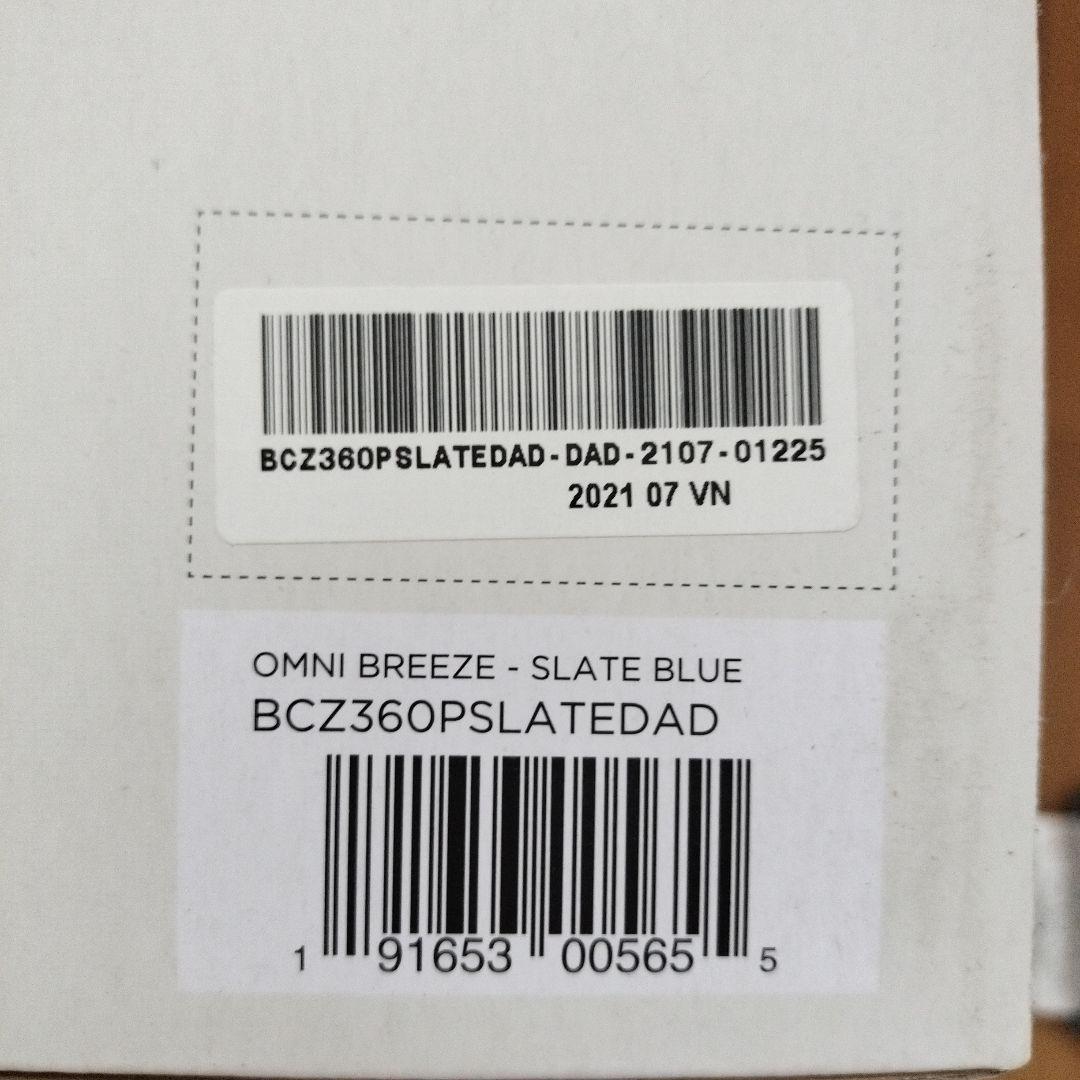 BCZ360PSLATEDAD-DAD-2107-01225
2021 07 VN
OMNI BREEZE - SLATE BLUE
BCZ360PSLATEDAD
1 91653 00565 5